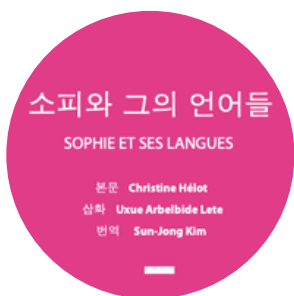 소피와 그의 언어들
SOPHIE ET SES LANGUES
본문 Christine Hélot
삽화 Uxue Arbelbide Lete
번역 Sun-Jong Kim